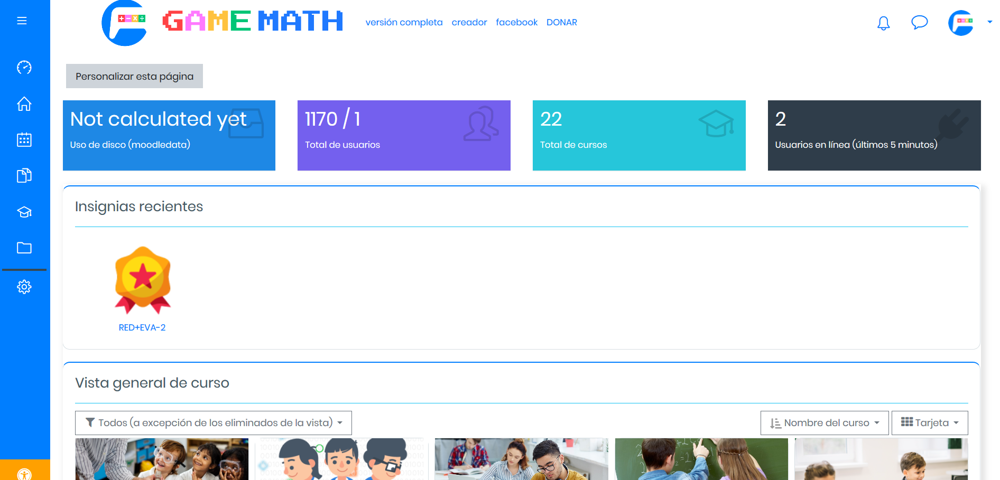 GAME MATH
versión completa creador facebook DONAR
Personalizar esta página
Not calculated yet
Uso de disco (moodledata)
1170 / 1
Total de usuarios
22
Total de cursos
2
Usuarios en línea (últimos 5 minutos)
Insignias recientes
RED+EVA-2
Vista general de curso
Todos (a excepción de los eliminados de la vista)
Nombre del curso
Tarjeta